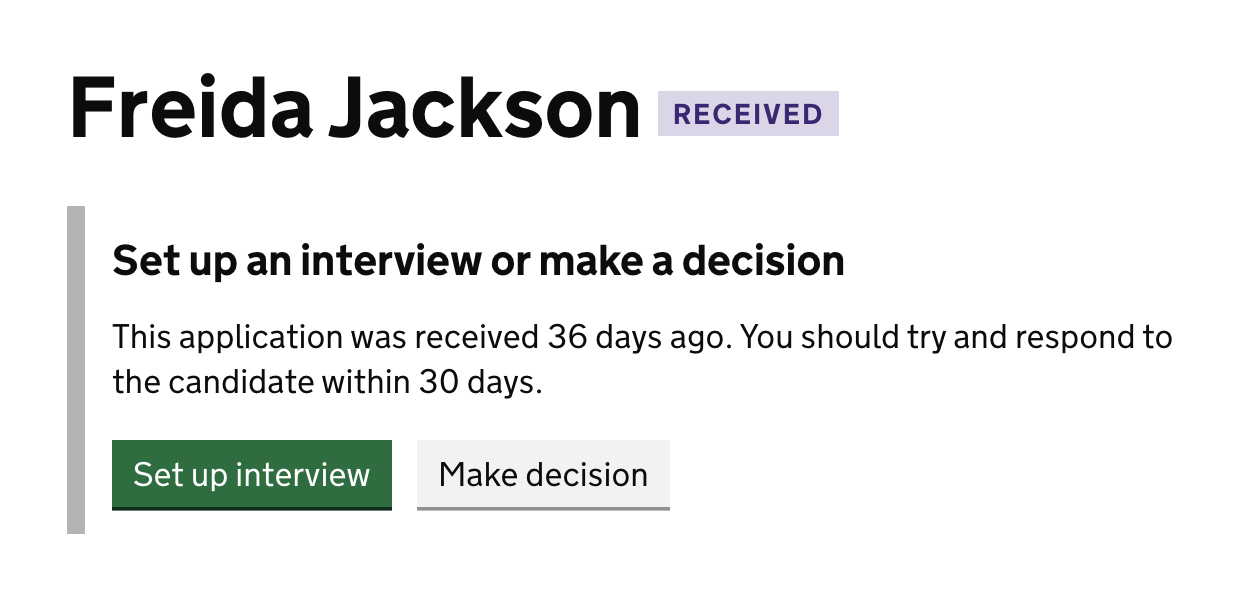 Freida Jackson RECEIVED
Set up an interview or make a decision
This application was received 36 days ago. You should try and respond to
the candidate within 30 days.
Set up interview Make decision